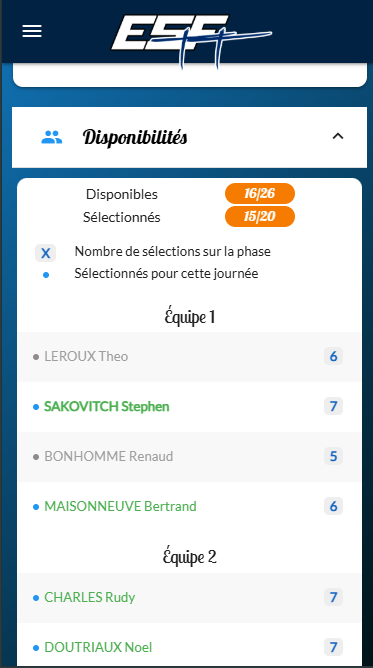 ESFTT
Disponibilités
Disponibles 16/26
Sélectionnés 15/20
X Nombre de sélections sur la phase
Sélectionnés pour cette journée
Équipe 1
LEROUX Theo 6
SAKOVITCH Stephen 7
BONHOMME Renaud 5
MAISONNEUVE Bertrand 6
Équipe 2
CHARLES Rudy 7
DOUTRIAUX Noel 7